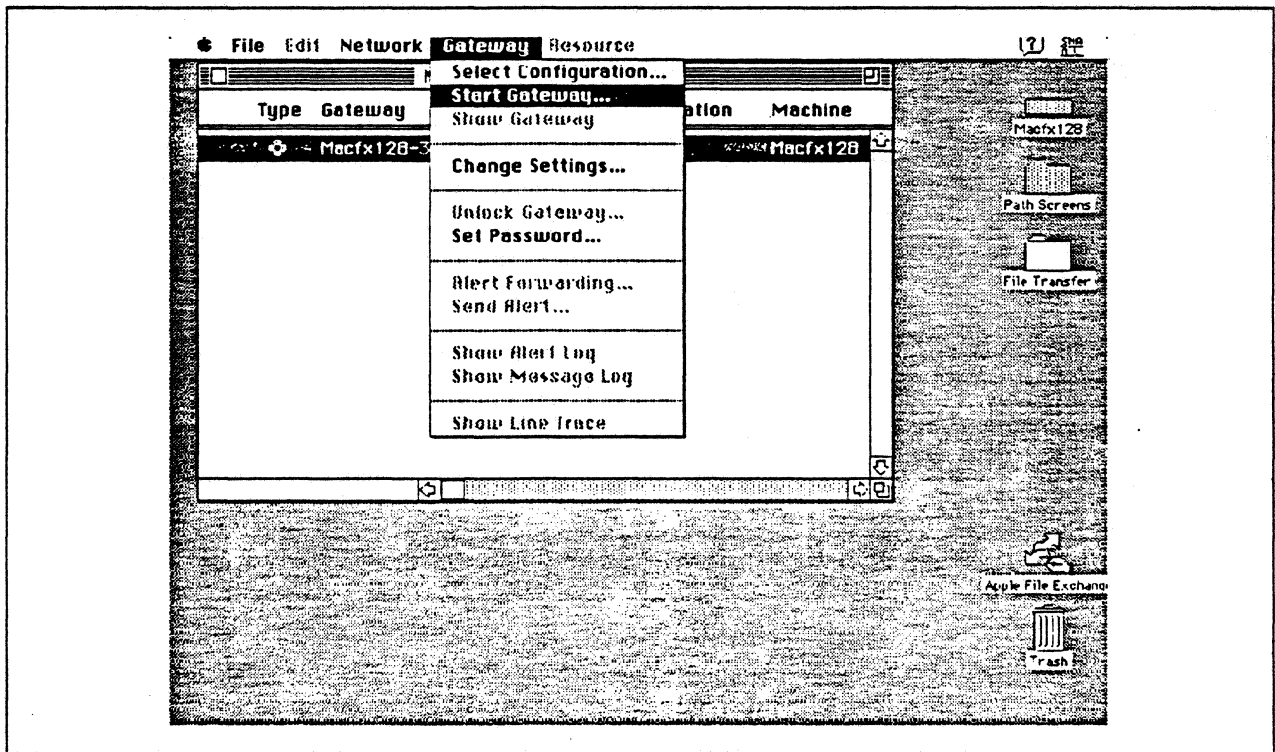 File Edit Network Gateway Resource
Select Configuration...
Start Gateway...
Show Gateway
Change Settings...
Unlock Gateway...
Set Password...
Alert Forwarding...
Send Alert...
Show Alert Log
Show Message Log
Show Line Trace
Type Gateway ation Machine
Macfx128-3 Macfx128
Macfx128
Path Screens
File Transfer
Apple File Exchang
Trash